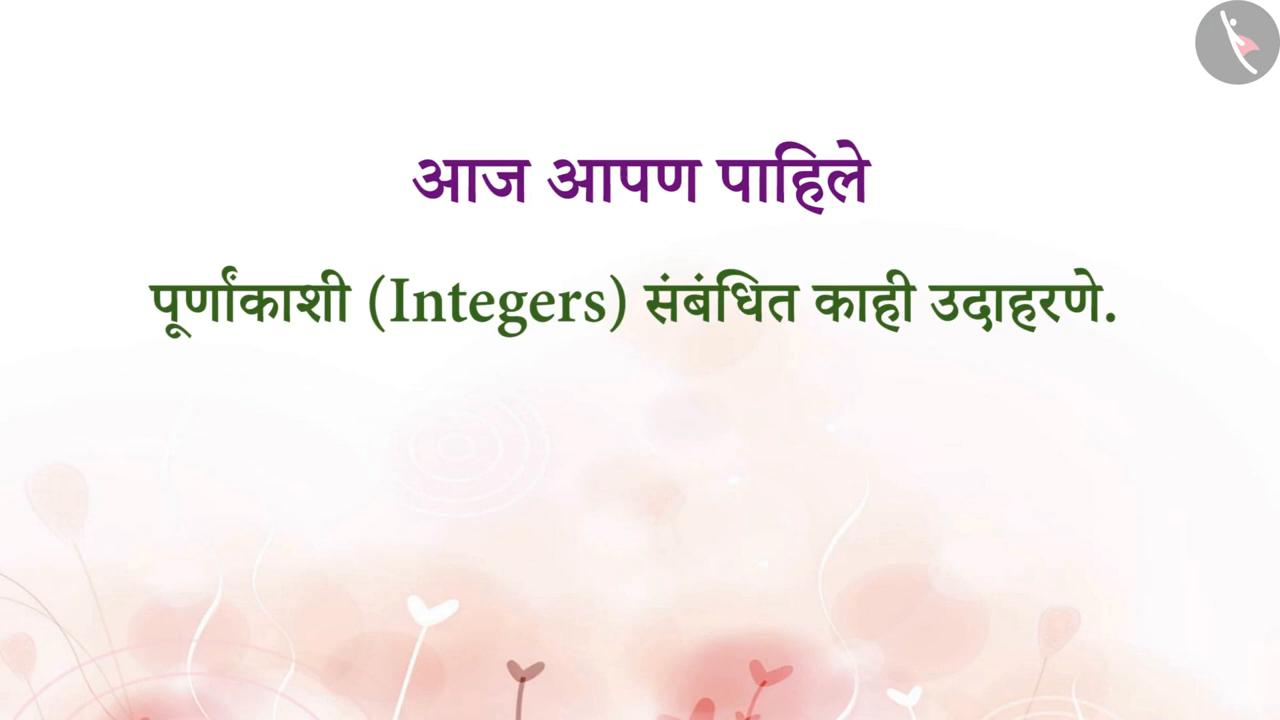 आज आपण पाहिले
पूर्णांकाशी (Integers) संबंधित काही उदाहरणे.